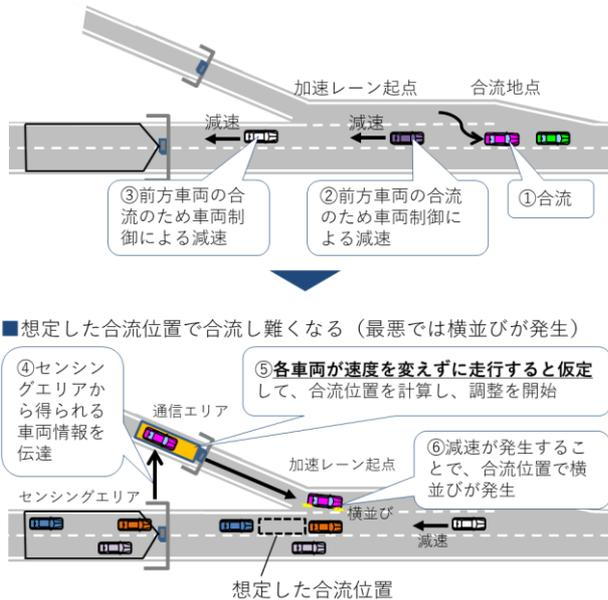 加速レーン起点
合流地点
減速
減速
③前方車両の合
流のため車両制
御による減速
②前方車両の合流
のため車両制御に
よる減速
①合流
■想定した合流位置で合流し難くなる（最悪では横並びが発生）
④センシン
グエリアか
ら得られる
車両情報を
伝達
通信エリア
⑤各車両が速度を変えずに走行すると仮定
して、合流位置を計算し、調整を開始
加速レーン起点
⑥減速が発生するこ
とで、合流位置で横
並びが発生
センシングエリア
横並び
減速
想定した合流位置